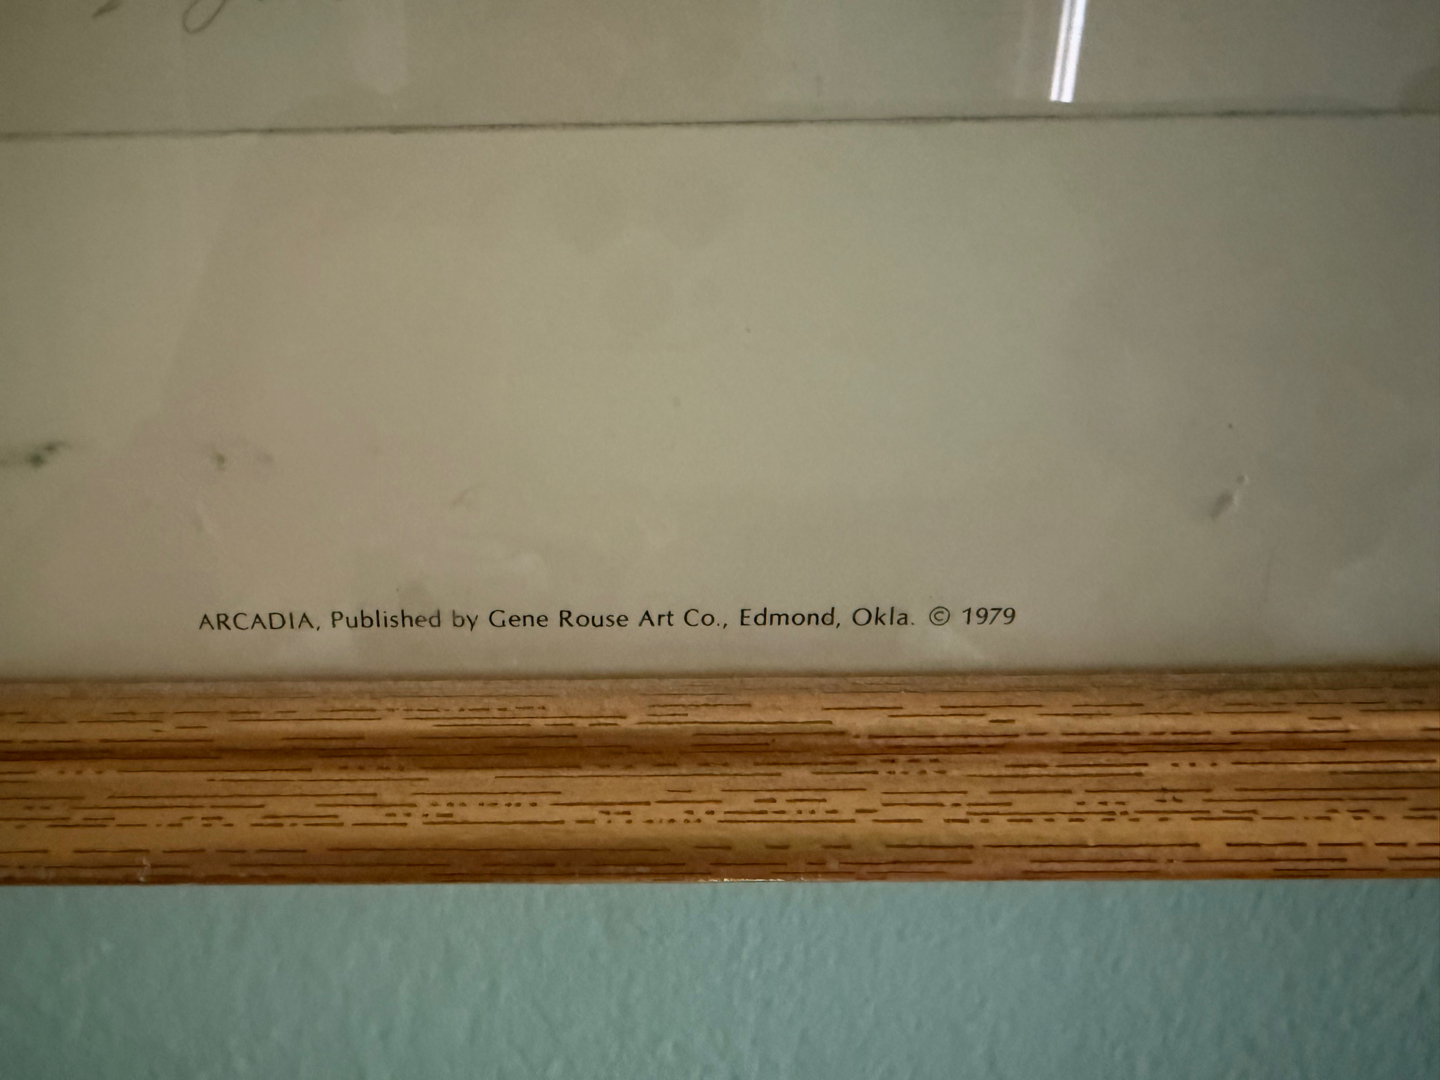 ARCADIA, Published by Gene Rouse Art Co., Edmond, Okla. © 1979